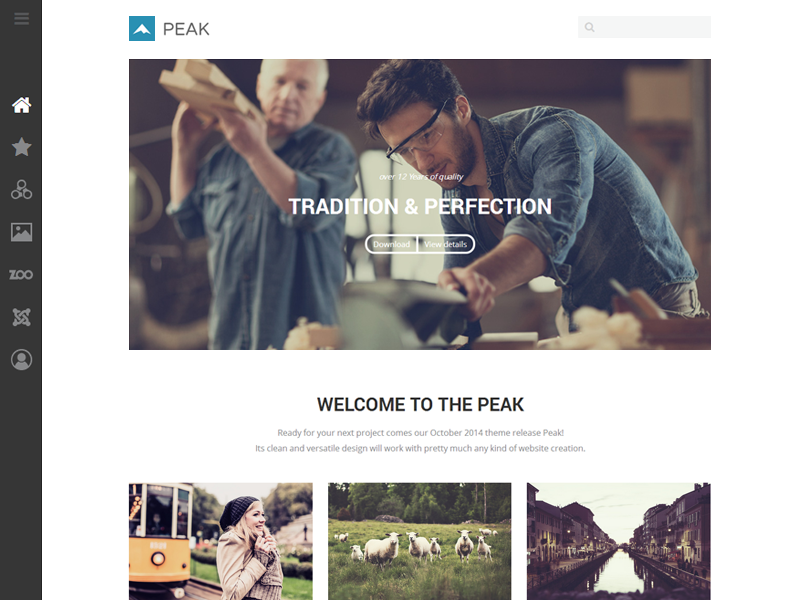 PEAK
over 12 Years of quality
TRADITION & PERFECTION
Download View details
ZOO
WELCOME TO THE PEAK
Ready for your next project comes our October 2014 theme release Peak!
Its clean and versatile design will work with pretty much any kind of website creation.